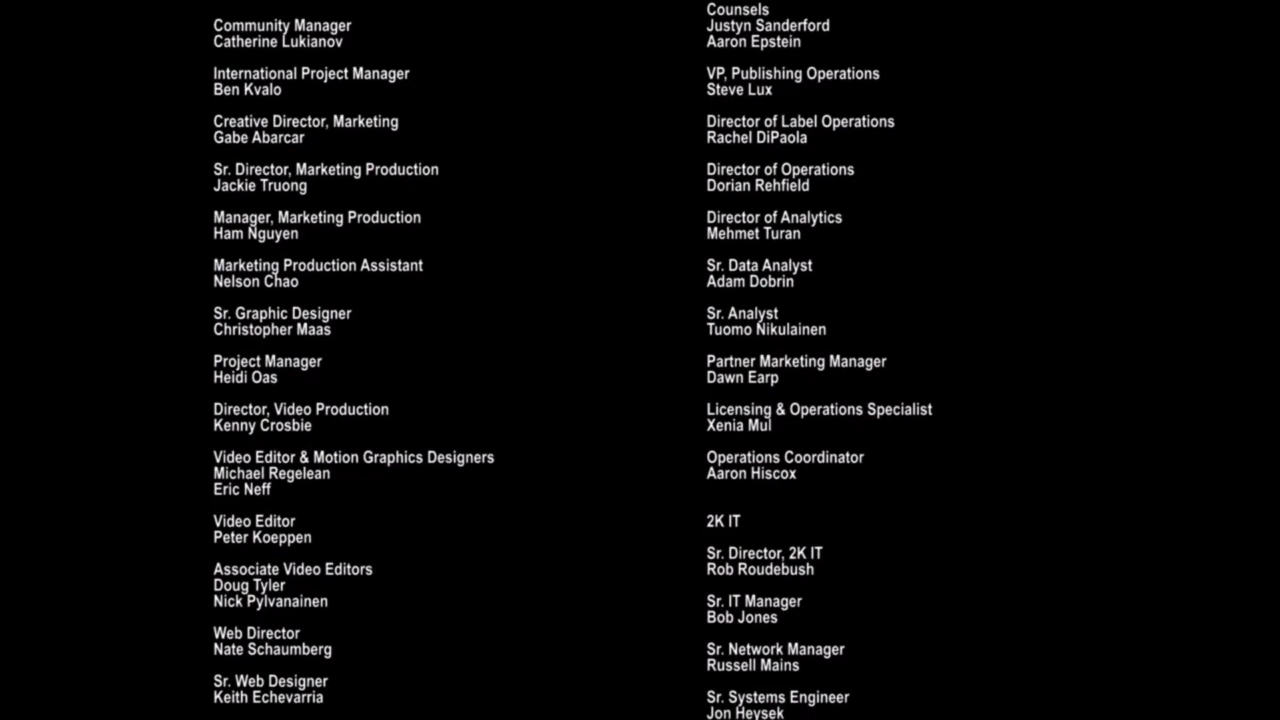 Community Manager
Catherine Lukianov
International Project Manager
Ben Kvalo
Creative Director, Marketing
Gabe Abarcar
Sr. Director, Marketing Production
Jackie Truong
Manager, Marketing Production
Ham Nguyen
Marketing Production Assistant
Nelson Chao
Sr. Graphic Designer
Christopher Maas
Project Manager
Heidi Oas
Director, Video Production
Kenny Crosbie
Video Editor & Motion Graphics Designers
Michael Regelean
Eric Neff
Video Editor
Peter Koeppen
Associate Video Editors
Doug Tyler
Nick Pylvanainen
Web Director
Nate Schaumberg
Sr. Web Designer
Keith Echevarria
Counsels
Justyn Sanderford
Aaron Epstein
VP, Publishing Operations
Steve Lux
Director of Label Operations
Rachel DiPaola
Director of Operations
Dorian Rehfield
Director of Analytics
Mehmet Turan
Sr. Data Analyst
Adam Dobrin
Sr. Analyst
Tuomo Nikulainen
Partner Marketing Manager
Dawn Earp
Licensing & Operations Specialist
Xenia Mul
Operations Coordinator
Aaron Hiscox
2K IT
Sr. Director, 2K IT
Rob Roudebush
Sr. IT Manager
Bob Jones
Sr. Network Manager
Russell Mains
Sr. Systems Engineer
Jon Heysek